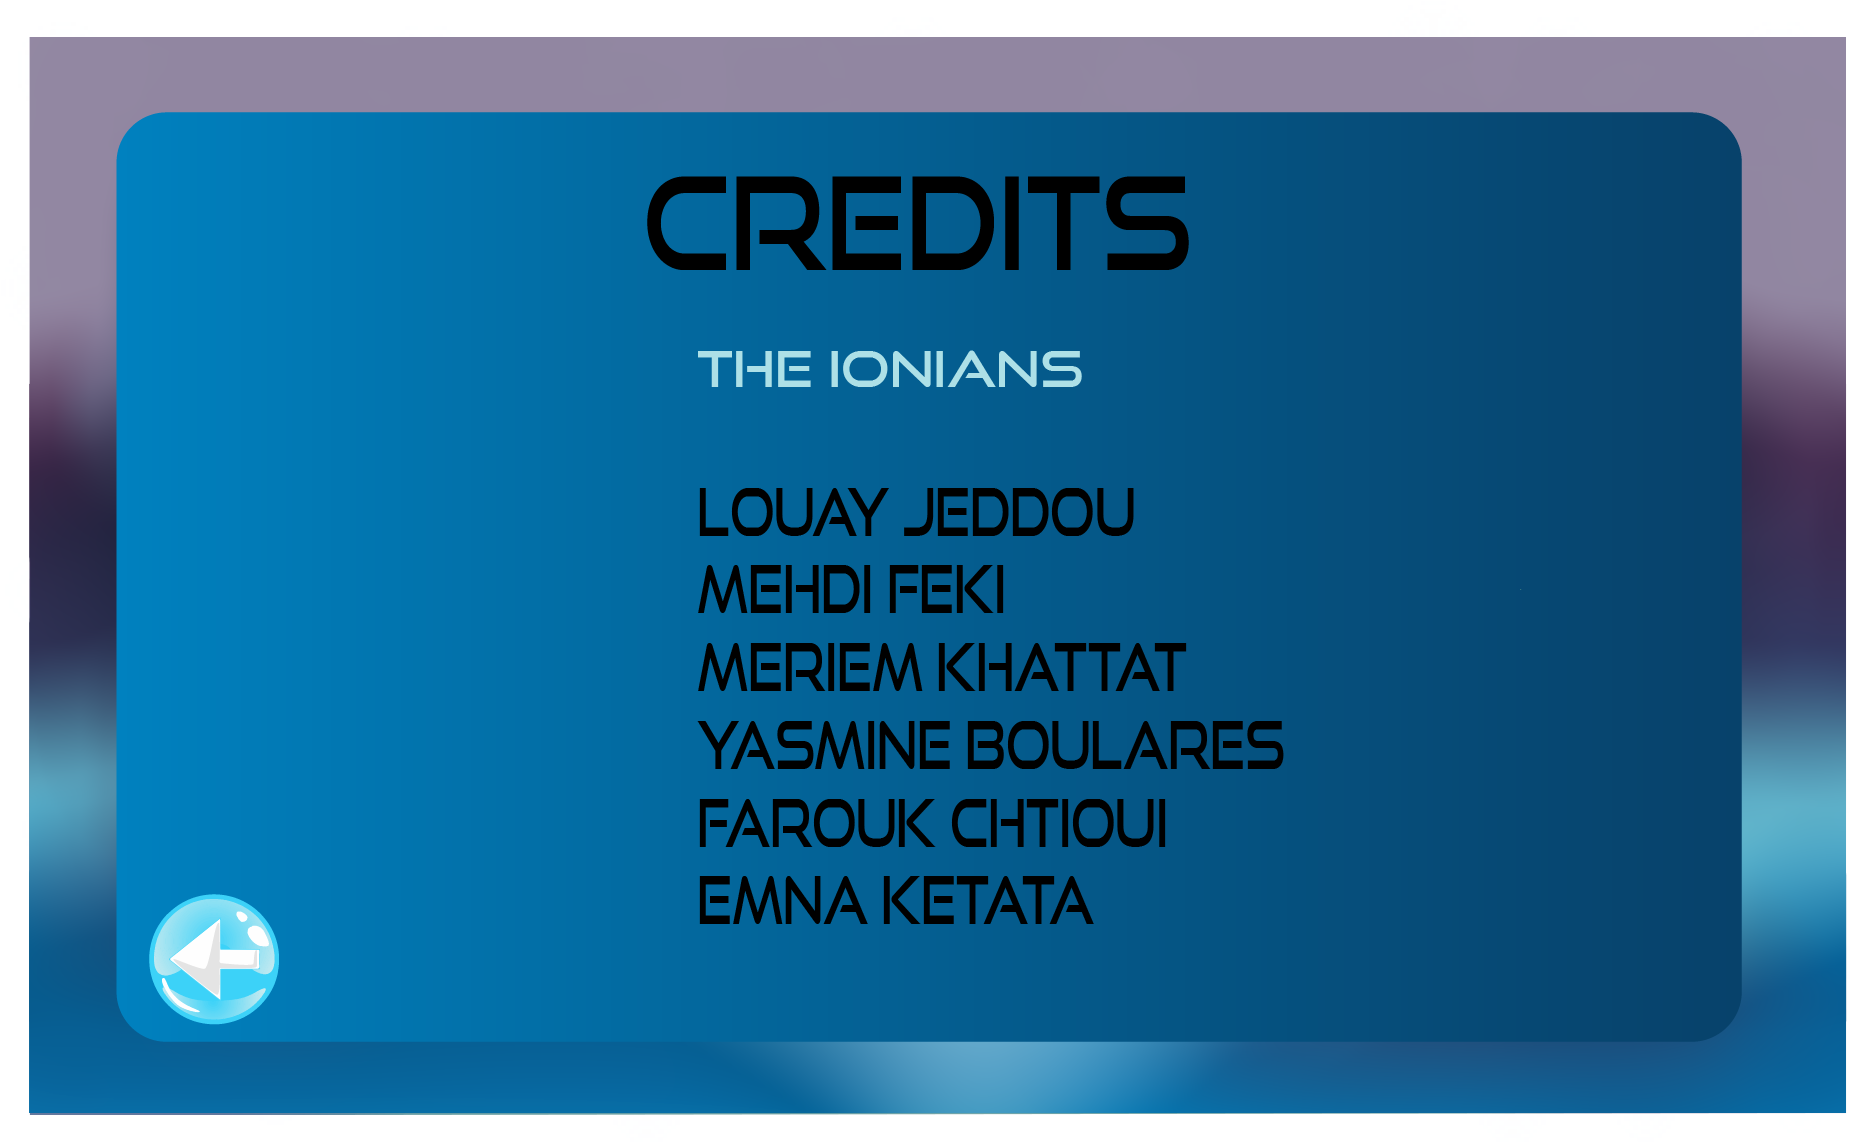 CREDITS
THE IONIANS
LOUAY JEDDOU
MEHDI FEKI
MERIEM KHATTAT
YASMINE BOULARES
FAROUK CHTIOUI
EMNA KETATA